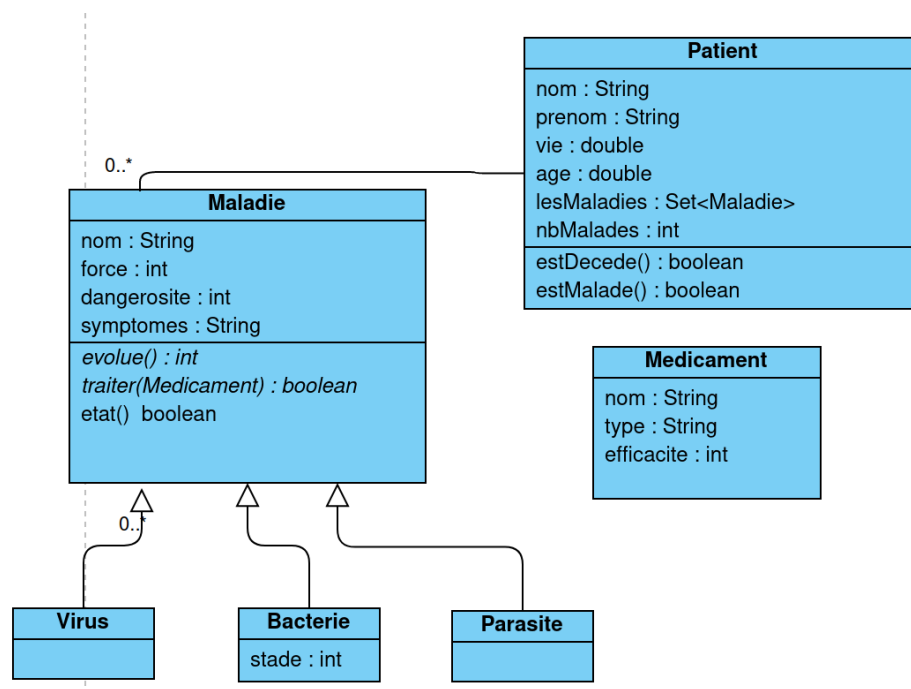 Patient
nom : String
prenom : String
vie : double
age : double
lesMaladies : Set<Maladie>
nbMalades : int
estDecede() : boolean
estMalade() : boolean
0..*
Maladie
nom : String
force : int
dangerosite : int
symptomes : String
evolue() : int
traiter(Medicament) : boolean
etat()  boolean
Medicament
nom : String
type : String
efficacite : int
0..*
Virus
Bacterie
stade : int
Parasite